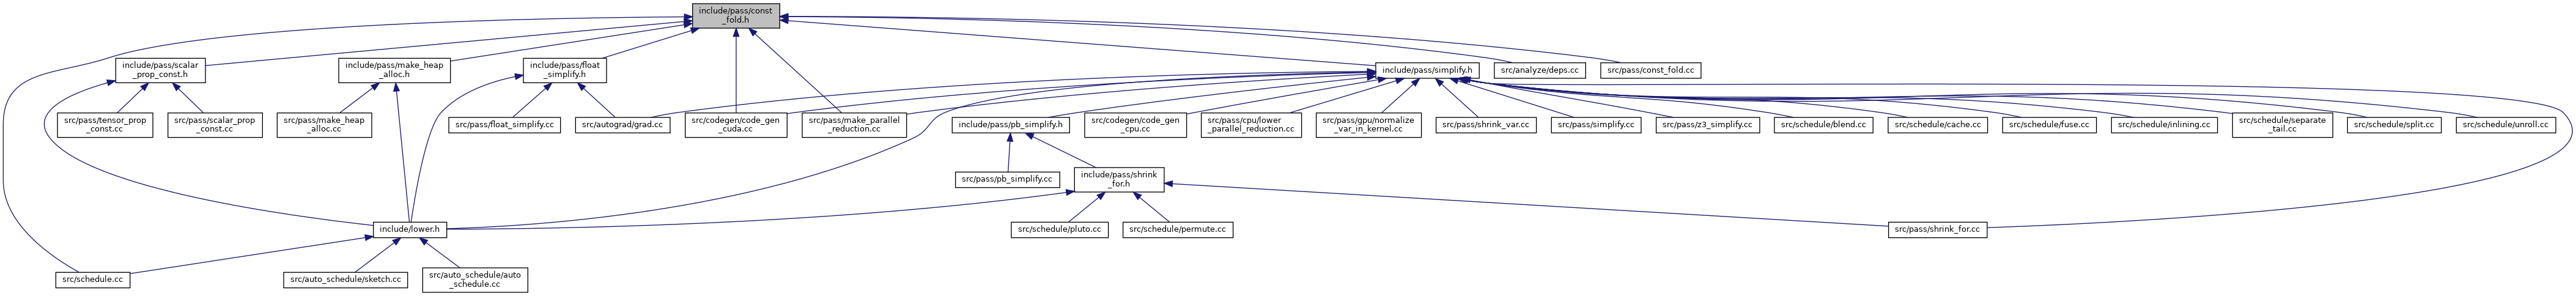 include/pass/const
_fold.h
include/pass/scalar
_prop_const.h
include/pass/make_heap
_alloc.h
include/pass/float
_simplify.h
include/pass/simplify.h
src/analyze/deps.cc
src/pass/const_fold.cc
src/pass/tensor_prop
_const.cc
src/pass/scalar_prop
_const.cc
src/pass/make_heap
_alloc.cc
src/pass/float_simplify.cc
src/autograd/grad.cc
src/codegen/code_gen
_cuda.cc
src/pass/make_parallel
_reduction.cc
include/pass/pb_simplify.h
src/codegen/code_gen
_cpu.cc
src/pass/cpu/lower
_parallel_reduction.cc
src/pass/gpu/normalize
_var_in_kernel.cc
src/pass/shrink_var.cc
src/pass/simplify.cc
src/pass/z3_simplify.cc
src/schedule/blend.cc
src/schedule/cache.cc
src/schedule/fuse.cc
src/schedule/inlining.cc
src/schedule/separate
_tail.cc
src/schedule/split.cc
src/schedule/unroll.cc
src/pass/pb_simplify.cc
include/pass/shrink
_for.h
include/lower.h
src/schedule/pluto.cc
src/schedule/permute.cc
src/pass/shrink_for.cc
src/schedule.cc
src/auto_schedule/sketch.cc
src/auto_schedule/auto
_schedule.cc